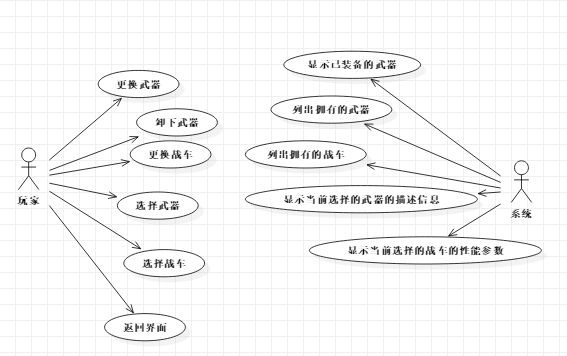 显示已装备的武器
更换武器
列出拥有的武器
卸下武器
更换战车
列出拥有的战车
玩家
选择武器
显示当前选择的武器的描述信息
系统
显示当前选择的战车的性能参数
选择战车
返回界面